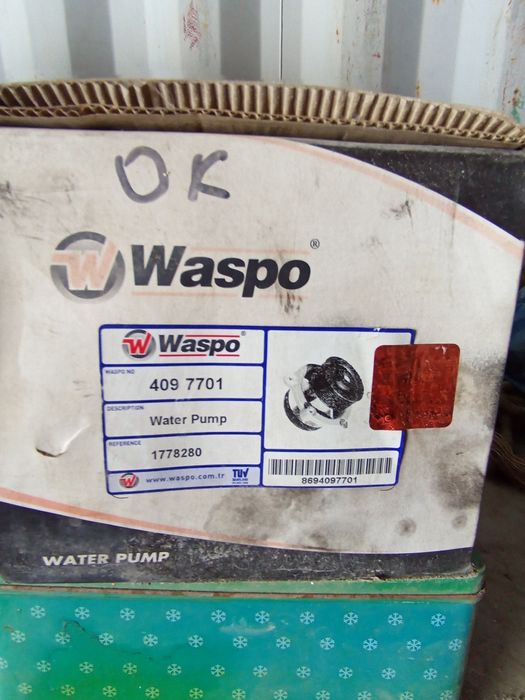 OK
Waspo®
Waspo®
WASPO NO
409 7701
DESCRIPTION
Water Pump
REFERENCE
1778280
www.waspo.com.tr
TÜV
8694097701
WATER PUMP